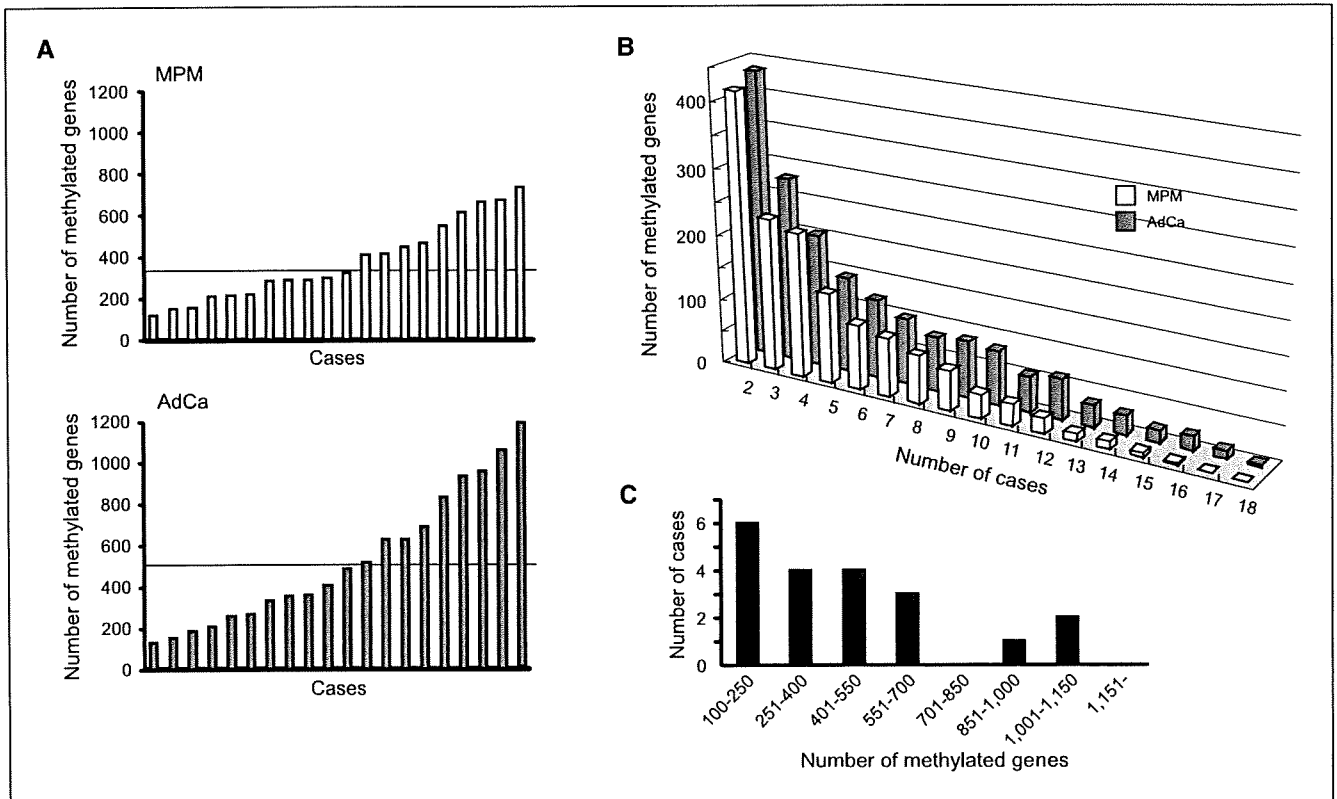 A
MPM
Number of methylated genes
1200
1000
800
600
400
200
0
Cases
AdCa
Number of methylated genes
1200
1000
800
600
400
200
0
Cases
B
Number of methylated genes
400
300
200
100
0
MPM
AdCa
2 3 4 5 6 7 8 9 10 11 12 13 14 15 16 17 18
Number of cases
C
Number of cases
6
4
2
0
100-250 251-400 401-550 551-700 701-850 851-1,000 1,001-1,150 1,151-
Number of methylated genes